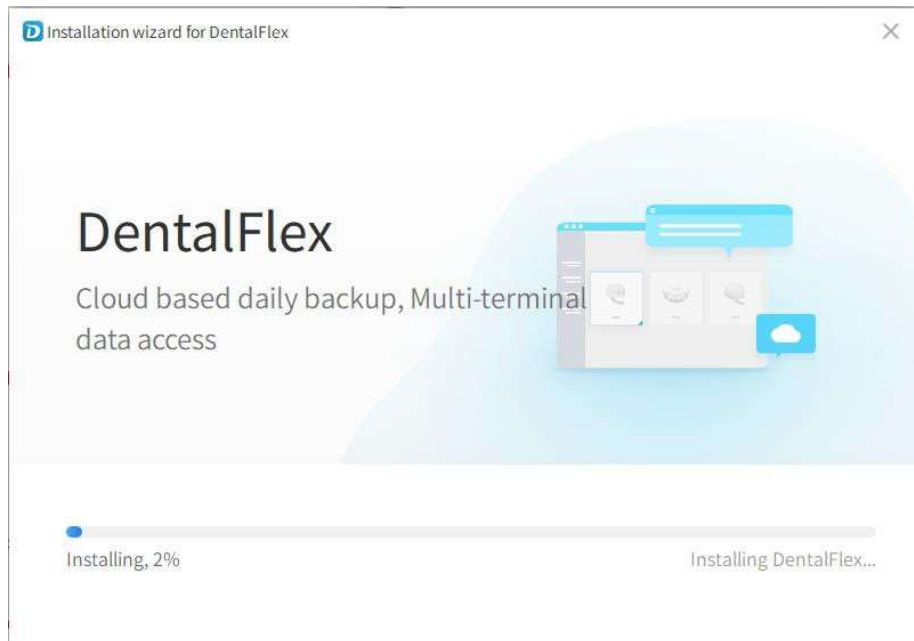 Installation wizard for DentalFlex
DentalFlex
Cloud based daily backup, Multi-terminal
data access
Installing, 2%
Installing DentalFlex...